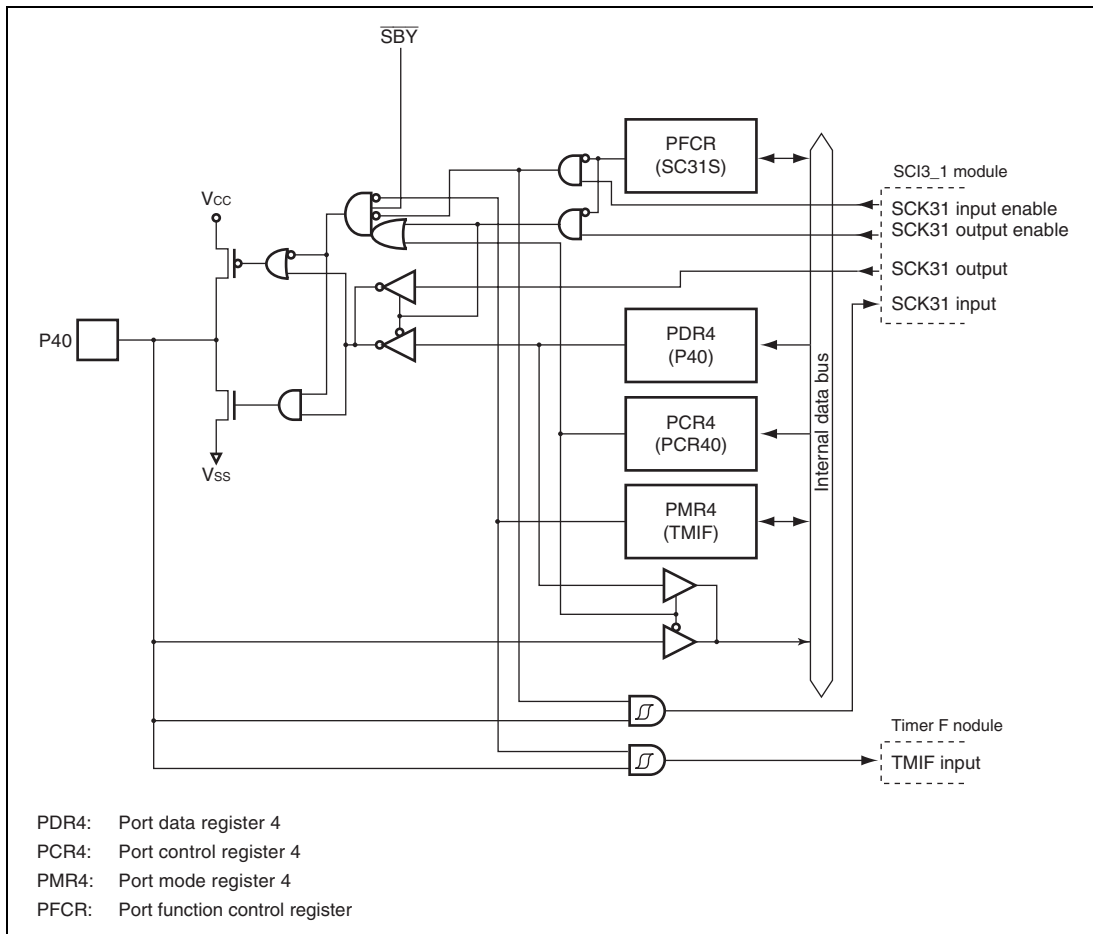 SBY
PFCR
(SC31S)
SCI3_1 module
VCC
SCK31 input enable
SCK31 output enable
SCK31 output
SCK31 input
P40
PDR4
(P40)
PCR4
(PCR40)
VSS
PMR4
(TMIF)
Internal data bus
Timer F nodule
TMIF input
PDR4: Port data register 4
PCR4: Port control register 4
PMR4: Port mode register 4
PFCR: Port function control register